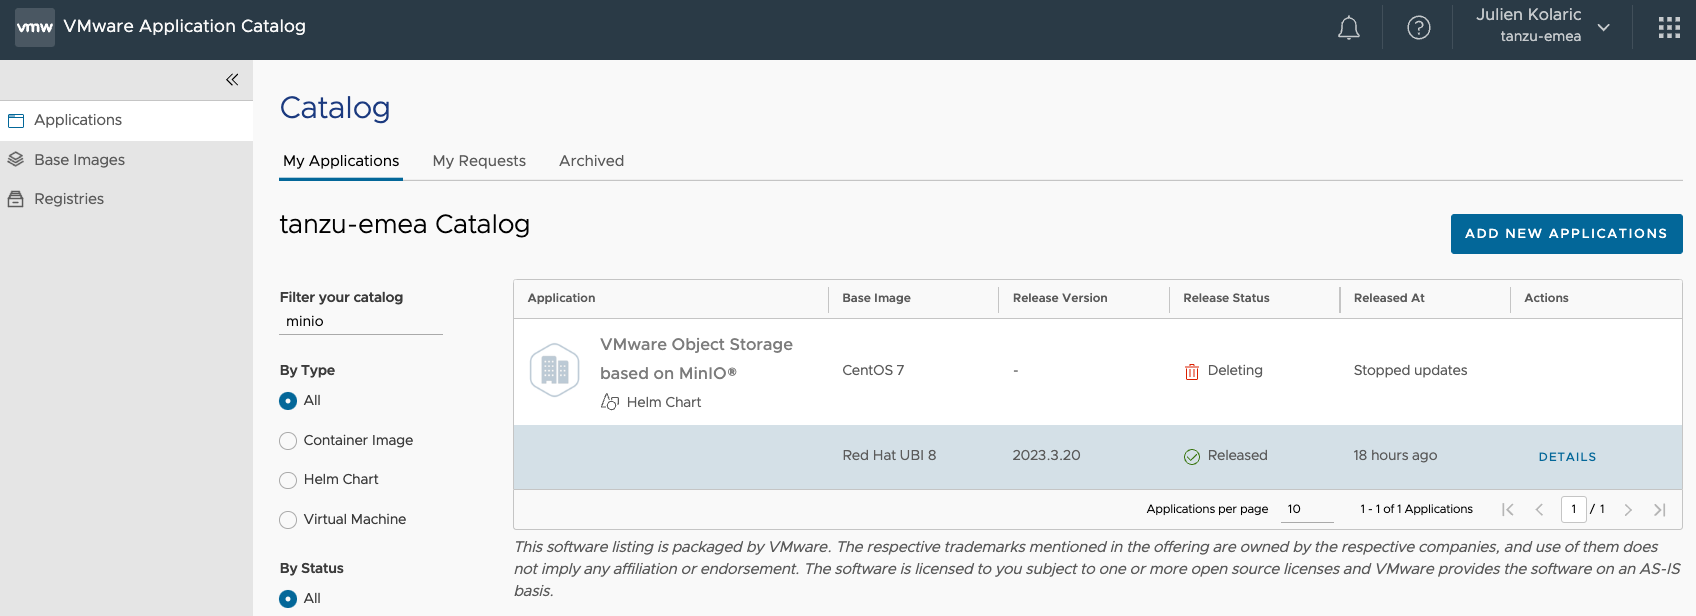 vmw VMware Application Catalog
Julien Kolaric
tanzu-emea
Applications
Base Images
Registries
Catalog
My Applications My Requests Archived
tanzu-emea Catalog
ADD NEW APPLICATIONS
Filter your catalog
minio
By Type
All
Container Image
Helm Chart
Virtual Machine
By Status
All
Application Base Image Release Version Release Status Released At Actions
VMware Object Storage
based on MinIO®
Helm Chart
CentOS 7 - Deleting Stopped updates
Red Hat UBI 8 2023.3.20 Released 18 hours ago DETAILS
Applications per page 10 1 - 1 of 1 Applications 1 / 1
This software listing is packaged by VMware. The respective trademarks mentioned in the offering are owned by the respective companies, and use of them does
not imply any affiliation or endorsement. The software is licensed to you subject to one or more open source licenses and VMware provides the software on an AS-IS
basis.